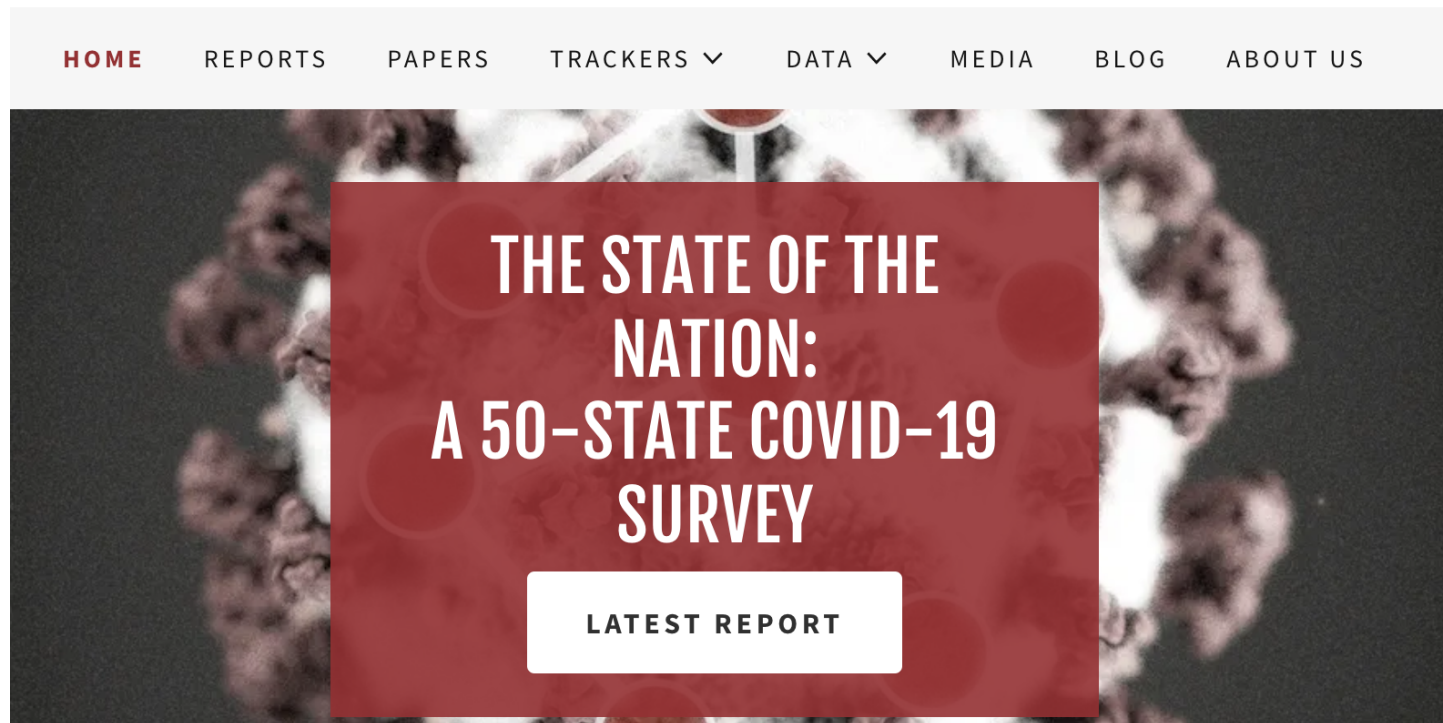 HOME REPORTS PAPERS TRACKERS DATA MEDIA BLOG ABOUT US
THE STATE OF THE
NATION:
A 50-STATE COVID-19
SURVEY
LATEST REPORT